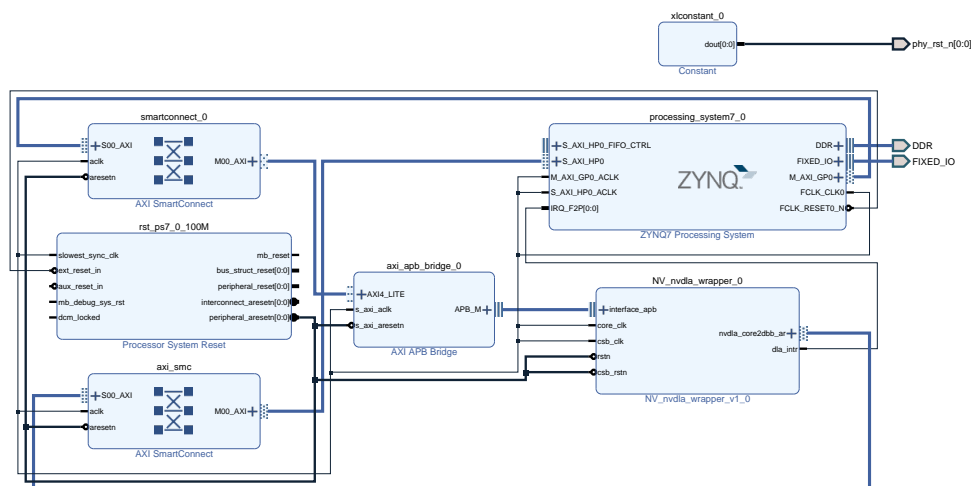 xlconstant_0
dout[0:0]
phy_rst_n[0:0]
Constant
smartconnect_0
S00_AXI
aclk
aresetn
M00_AXI
AXI SmartConnect
processing_system7_0
S_AXI_HP0_FIFO_CTRL
S_AXI_HP0
M_AXI_GP0_ACLK
S_AXI_HP0_ACLK
IRQ_F2P[0:0]
ZYNQ
DDR
FIXED_IO
M_AXI_GP0
FCLK_CLK0
FCLK_RESET0_N
ZYNQ7 Processing System
DDR
FIXED_IO
rst_ps7_0_100M
slowest_sync_clk
ext_reset_in
aux_reset_in
mb_debug_sys_rst
dcm_locked
mb_reset
bus_struct_reset[0:0]
peripheral_reset[0:0]
interconnect_aresetn[0:0]
peripheral_aresetn[0:0]
Processor System Reset
axi_apb_bridge_0
AXI4_LITE
s_axi_aclk
s_axi_aresetn
APB_M
AXI APB Bridge
NV_nvdla_wrapper_0
interface_apb
core_clk
csb_clk
rstn
csb_rstn
nvdla_core2dbb_ar
dla_intr
NV_nvdla_wrapper_v1_0
axi_smc
S00_AXI
aclk
aresetn
M00_AXI
AXI SmartConnect